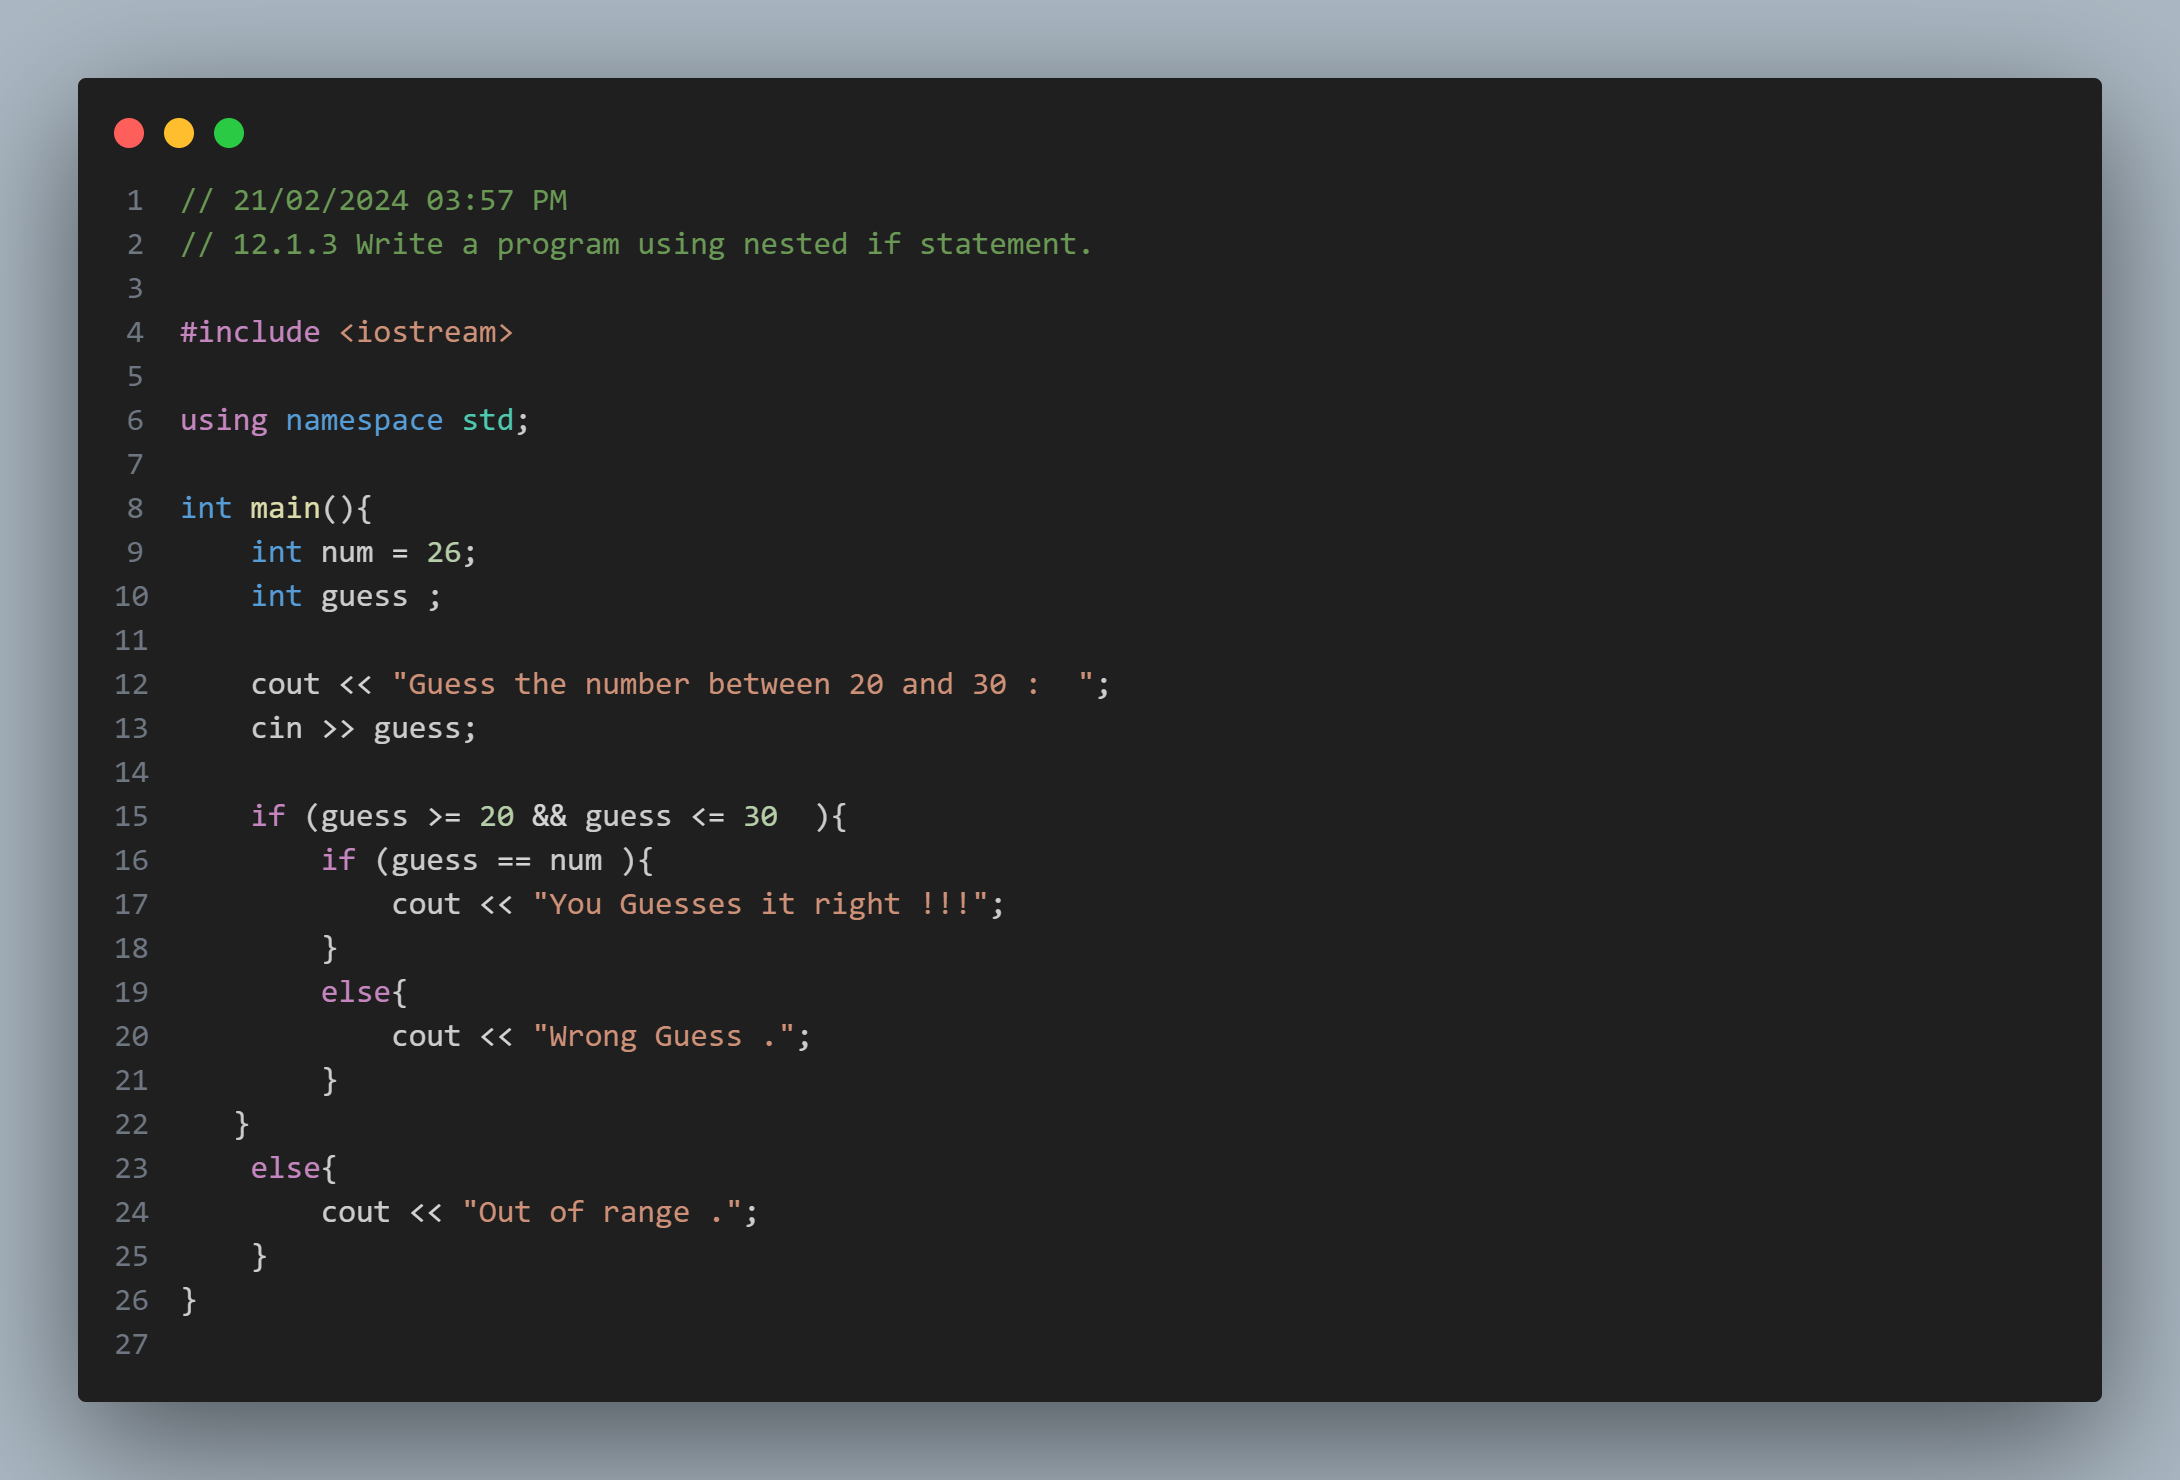 1 // 21/02/2024 03:57 PM
2 // 12.1.3 Write a program using nested if statement.
3
4 #include <iostream>
5
6 using namespace std;
7
8 int main(){
9     int num = 26;
10     int guess ;
11
12     cout << "Guess the number between 20 and 30 :  ";
13     cin >> guess;
14
15     if (guess >= 20 && guess <= 30  ){
16         if (guess == num ){
17             cout << "You Guesses it right !!!";
18         }
19         else{
20             cout << "Wrong Guess .";
21         }
22    }
23     else{
24         cout << "Out of range .";
25     }
26 }
27